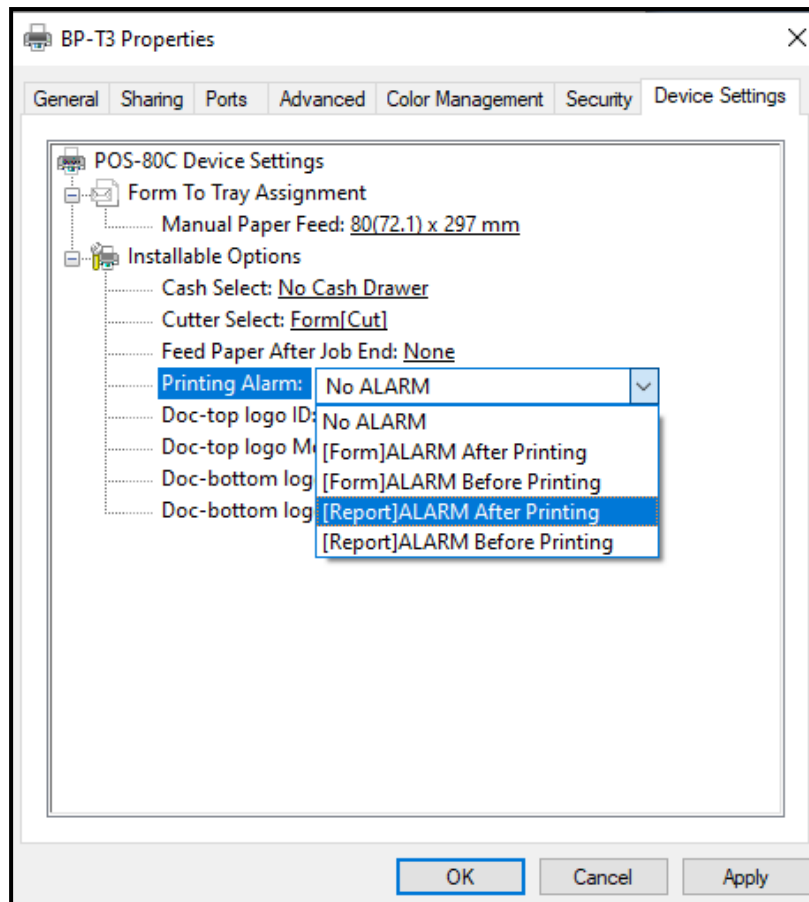 BP-T3 Properties
General Sharing Ports Advanced Color Management Security Device Settings
POS-80C Device Settings
Form To Tray Assignment
Manual Paper Feed: 80(72.1) x 297 mm
Installable Options
Cash Select: No Cash Drawer
Cutter Select: Form[Cut]
Feed Paper After Job End: None
Printing Alarm: No ALARM
Doc-top logo ID:
No ALARM
[Form]ALARM After Printing
Doc-top logo
[Form]ALARM Before Printing
Doc-bottom
[Report]ALARM After Printing
Doc-bottom
[Report]ALARM Before Printing
OK Cancel Apply